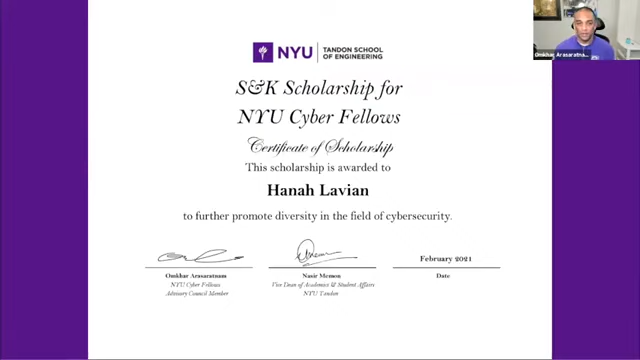 NYU TANDON SCHOOL
OF ENGINEERING
S&K Scholarship for
NYU Cyber Fellows
Certificate of Scholarship
This scholarship is awarded to
Hanah Lavian
to further promote diversity in the field of cybersecurity.
February 2021
Omkhar Arasaratnam
NYU Cyber Fellows
Advisory Council Member
Nasir Memon
Vice Dean of Academics & Student Affairs
NYU Tandon
Date
Omkhar Arasaratn...